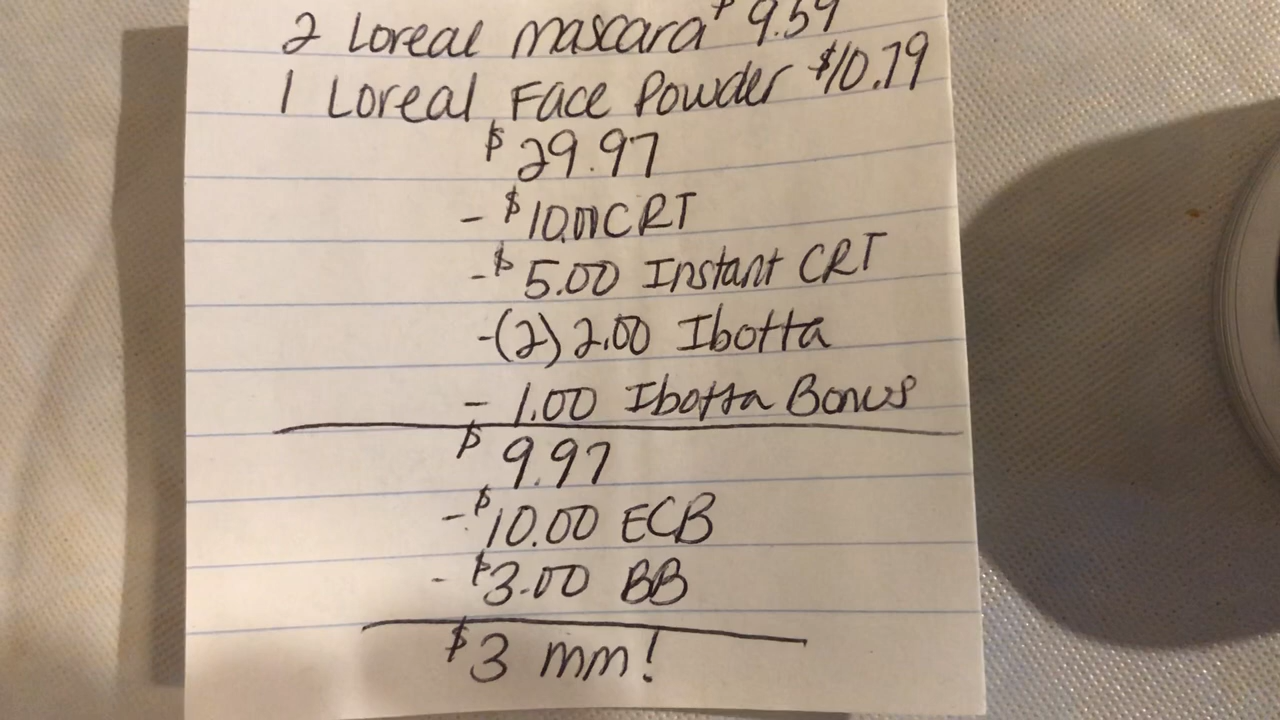 2 Loreal mascara $9.59
1 Loreal Face Powder $10.79
$29.97
- $10.00 CRT
-$5.00 Instant CRT
-(2) 2.00 Ibotta
- 1.00 Ibotta Bonus
$9.97
-$10.00 ECB
- $3.00 BB
$3 mm!